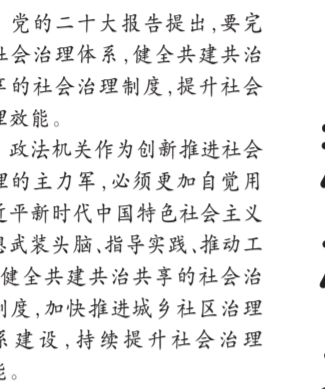 党的二十大报告提出,要完
社会治理体系,健全共建共治
享的社会治理制度,提升社会
理效能。
政法机关作为创新推进社会
理的主力军,必须更加自觉用
近平新时代中国特色社会主义
思武装头脑、指导实践、推动工
健全共建共治共享的社会治
制度,加快推进城乡社区治理
系建设,持续提升社会治理
能。